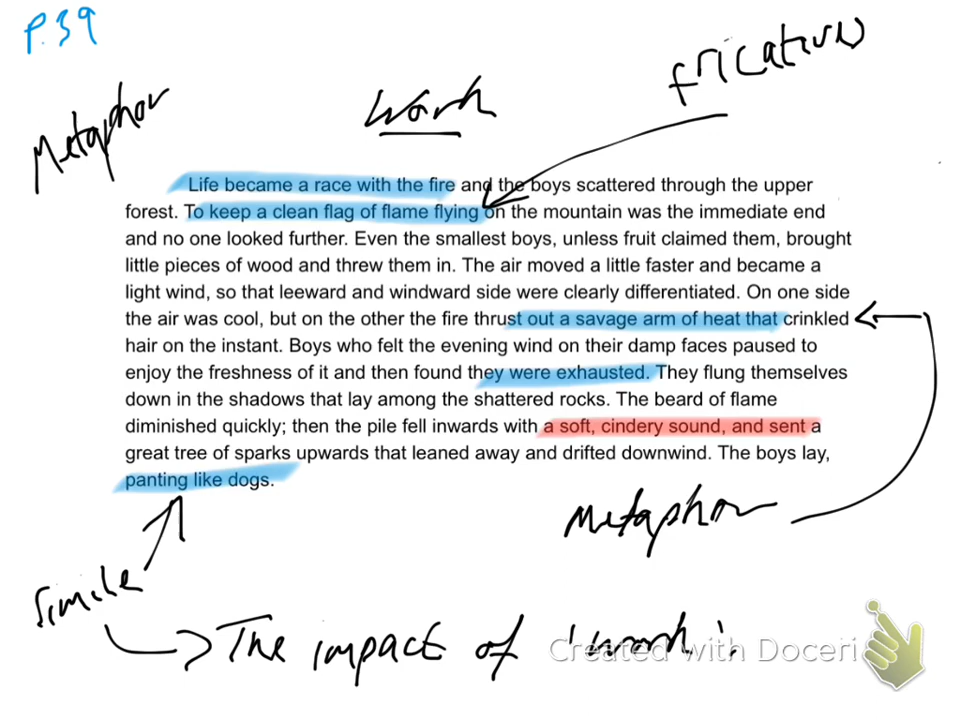 P.39
Metaphor
Work
fricatives
Life became a race with the fire and the boys scattered through the upper
forest. To keep a clean flag of flame flying on the mountain was the immediate end
and no one looked further. Even the smallest boys, unless fruit claimed them, brought
little pieces of wood and threw them in. The air moved a little faster and became a
light wind, so that leeward and windward side were clearly differentiated. On one side
the air was cool, but on the other the fire thrust out a savage arm of heat that crinkled
hair on the instant. Boys who felt the evening wind on their damp faces paused to
enjoy the freshness of it and then found they were exhausted. They flung themselves
down in the shadows that lay among the shattered rocks. The beard of flame
diminished quickly; then the pile fell inwards with a soft, cindery sound, and sent a
great tree of sparks upwards that leaned away and drifted downwind. The boys lay,
panting like dogs.
Metaphor
Simile
The impact of 'work'
Created with Doceri